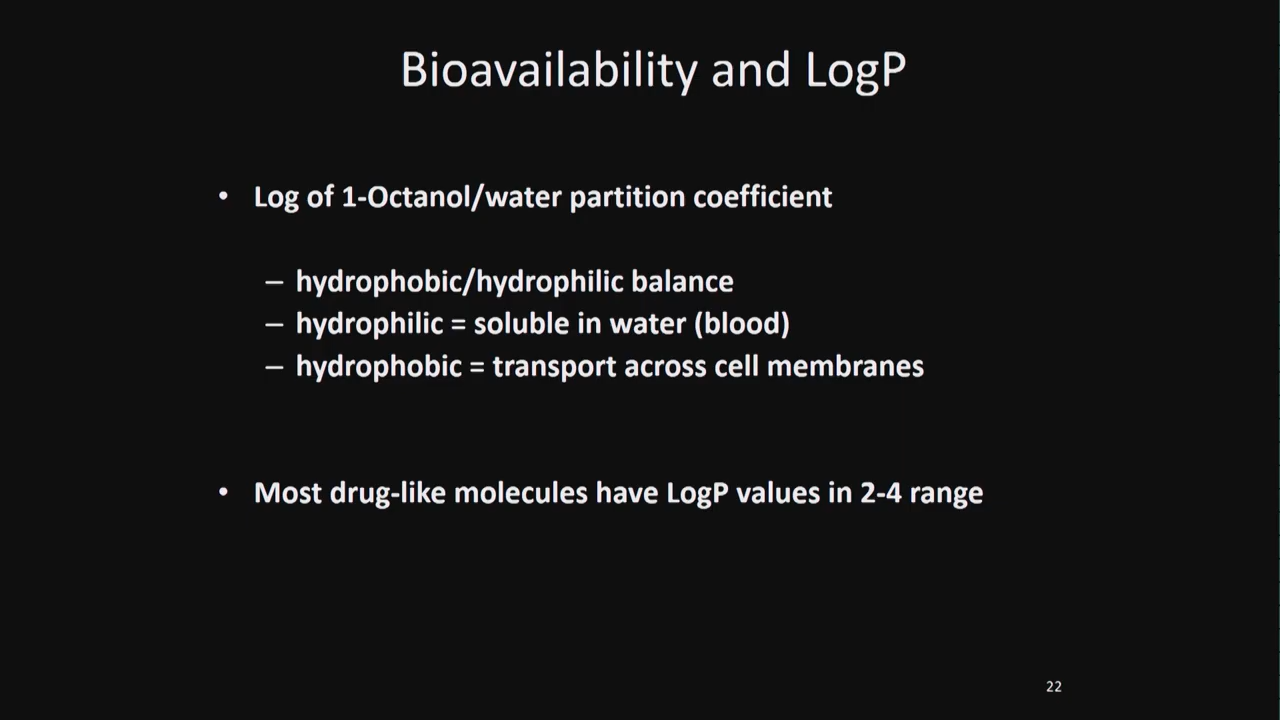 Bioavailability and LogP
• Log of 1-Octanol/water partition coefficient
– hydrophobic/hydrophilic balance
– hydrophilic = soluble in water (blood)
– hydrophobic = transport across cell membranes
• Most drug-like molecules have LogP values in 2-4 range
22